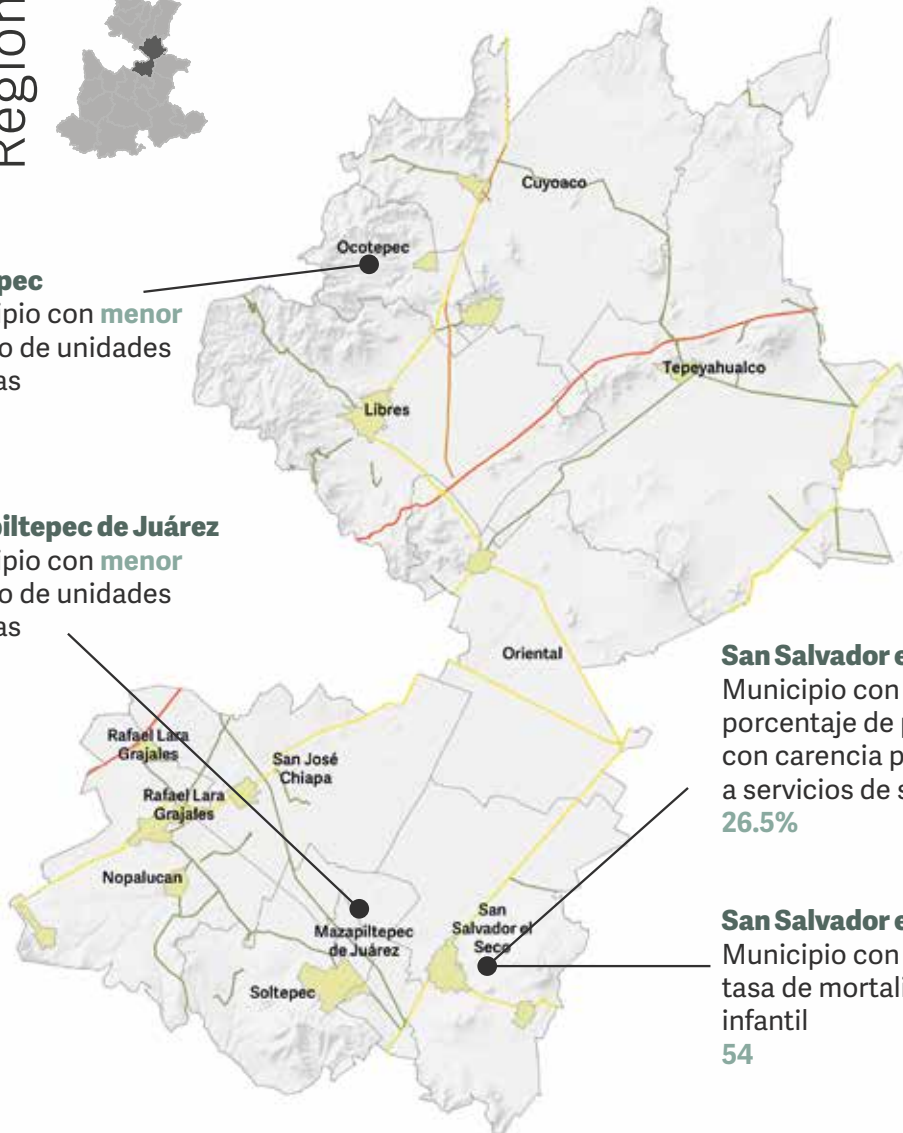 Región
Cuyoaco
Ocotepec
pec
ipio con menor
o de unidades
as
Tepeyahualco
Libres
iltepec de Juárez
ipio con menor
o de unidades
as
Oriental
San Salvador e
Municipio con
porcentaje de p
con carencia p
a servicios de s
26.5%
Rafael Lara
Grajales
San José
Chiapa
Rafael Lara
Grajales
Nopalucan
Mazapiltepec
de Juárez
San
Salvador el
Seco
Soltepec
San Salvador e
Municipio con
tasa de mortali
infantil
54